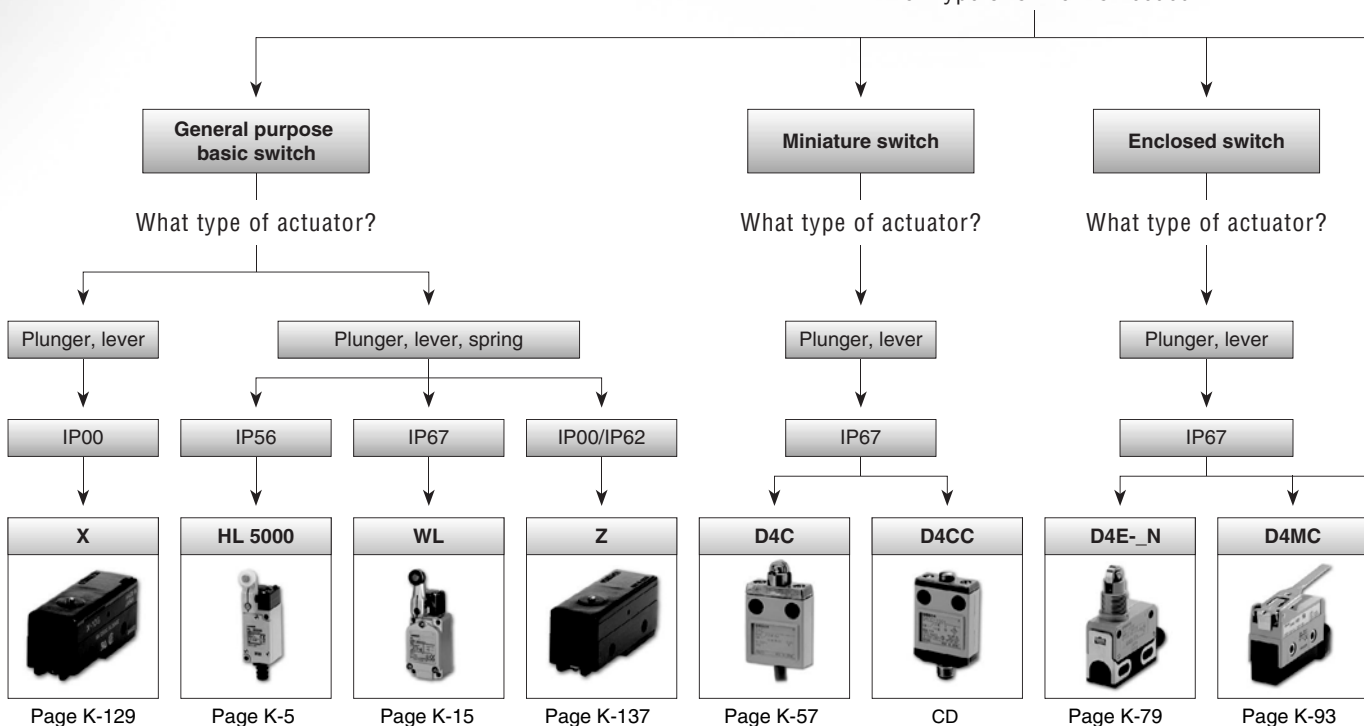 General purpose
basic switch
Miniature switch
Enclosed switch
What type of actuator?
What type of actuator?
What type of actuator?
Plunger, lever
Plunger, lever, spring
Plunger, lever
Plunger, lever
IP00
IP56
IP67
IP00/IP62
IP67
IP67
X
HL 5000
WL
Z
D4C
D4CC
D4E-_N
D4MC
Page K-129
Page K-5
Page K-15
Page K-137
Page K-57
CD
Page K-79
Page K-93